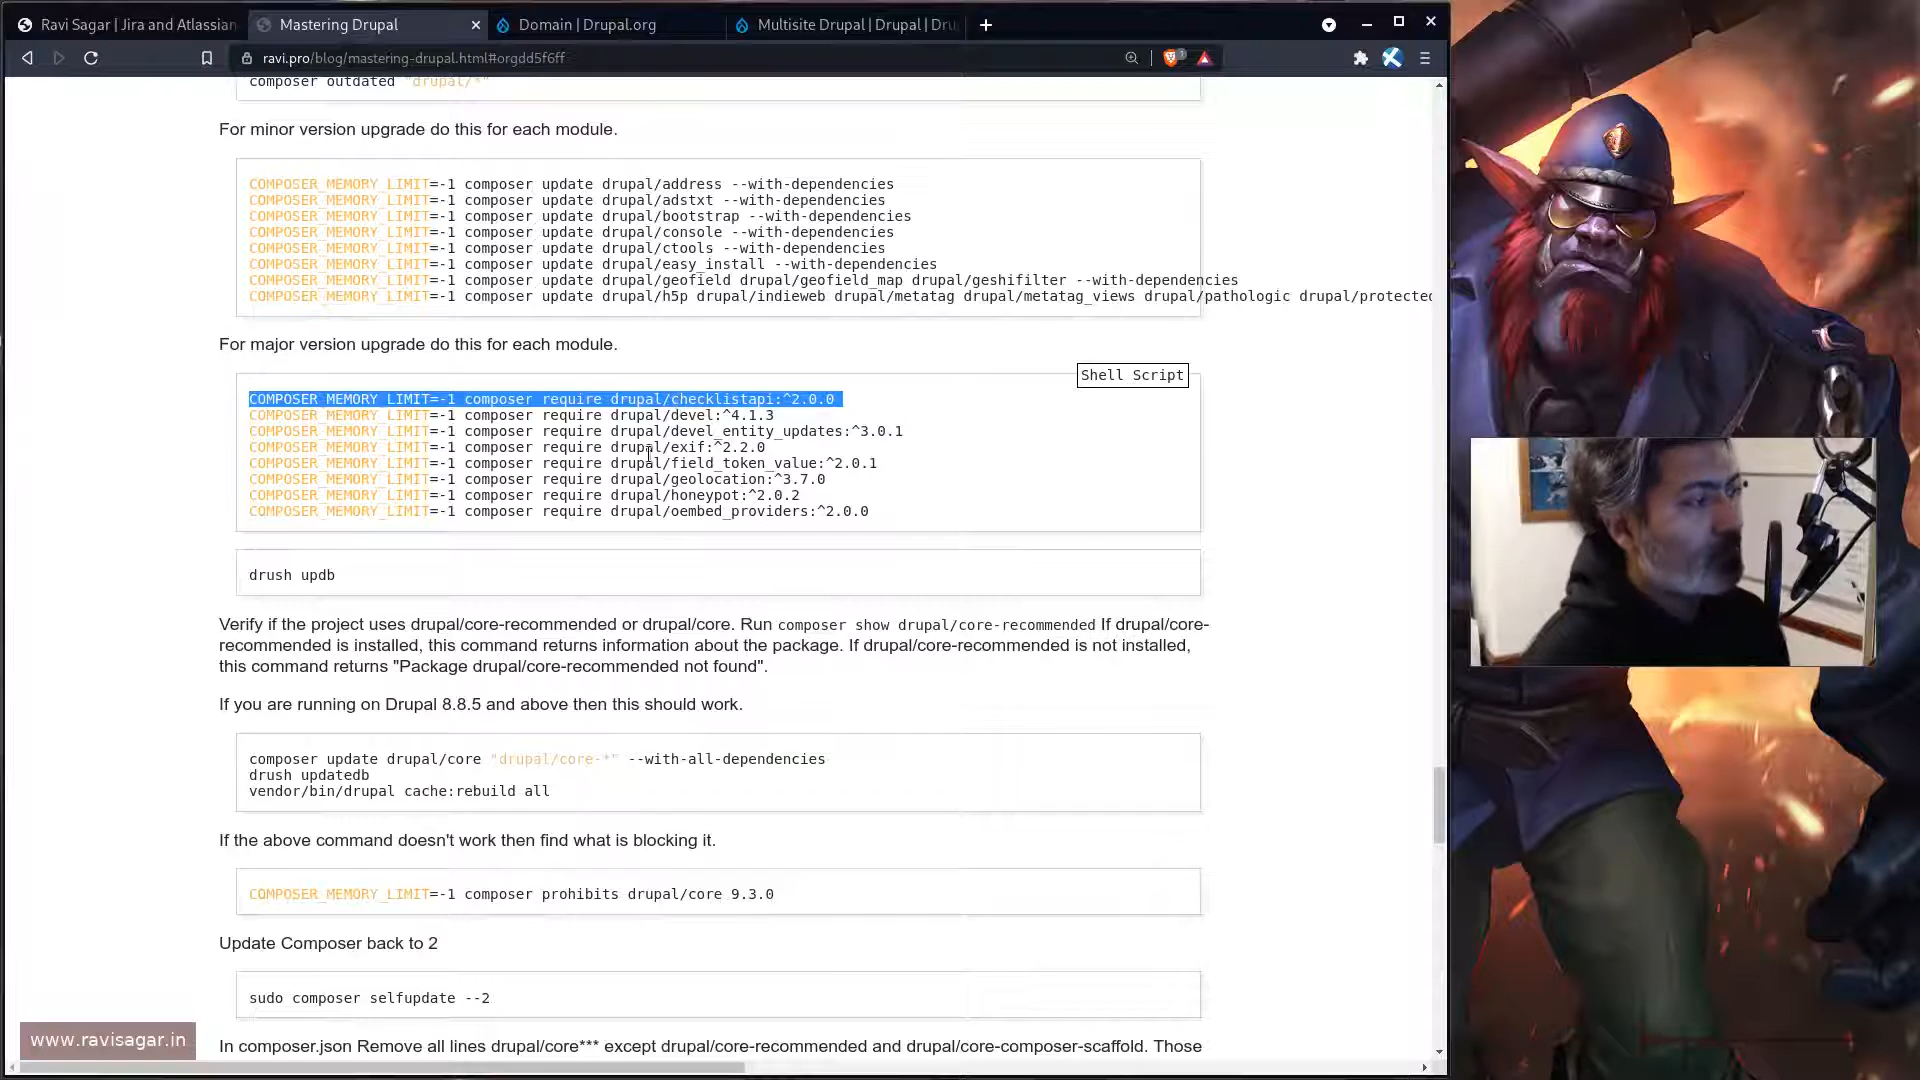 Ravi Sagar | Jira and Atlassian
Mastering Drupal
Domain | Drupal.org
Multisite Drupal | Drupal | Dru
ravi.pro/blog/mastering-drupal.html#orgdd5f6ff
1
composer outdated "drupal/*"
For minor version upgrade do this for each module.
COMPOSER_MEMORY_LIMIT=-1 composer update drupal/address --with-dependencies
COMPOSER_MEMORY_LIMIT=-1 composer update drupal/adstxt --with-dependencies
COMPOSER_MEMORY_LIMIT=-1 composer update drupal/bootstrap --with-dependencies
COMPOSER_MEMORY_LIMIT=-1 composer update drupal/console --with-dependencies
COMPOSER_MEMORY_LIMIT=-1 composer update drupal/ctools --with-dependencies
COMPOSER_MEMORY_LIMIT=-1 composer update drupal/easy_install --with-dependencies
COMPOSER_MEMORY_LIMIT=-1 composer update drupal/geofield drupal/geofield_map drupal/geshifilter --with-dependencies
COMPOSER_MEMORY_LIMIT=-1 composer update drupal/h5p drupal/indieweb drupal/metatag drupal/metatag_views drupal/pathologic drupal/protected
For major version upgrade do this for each module.
Shell Script
COMPOSER_MEMORY_LIMIT=-1 composer require drupal/checklistapi:^2.0.0
COMPOSER_MEMORY_LIMIT=-1 composer require drupal/devel:^4.1.3
COMPOSER_MEMORY_LIMIT=-1 composer require drupal/devel_entity_updates:^3.0.1
COMPOSER_MEMORY_LIMIT=-1 composer require drupal/exif:^2.2.0
COMPOSER_MEMORY_LIMIT=-1 composer require drupal/field_token_value:^2.0.1
COMPOSER_MEMORY_LIMIT=-1 composer require drupal/geolocation:^3.7.0
COMPOSER_MEMORY_LIMIT=-1 composer require drupal/honeypot:^2.0.2
COMPOSER_MEMORY_LIMIT=-1 composer require drupal/oembed_providers:^2.0.0
drush updb
Verify if the project uses drupal/core-recommended or drupal/core. Run composer show drupal/core-recommended If drupal/core-
recommended is installed, this command returns information about the package. If drupal/core-recommended is not installed,
this command returns "Package drupal/core-recommended not found".
If you are running on Drupal 8.8.5 and above then this should work.
composer update drupal/core "drupal/core-*" --with-all-dependencies
drush updatedb
vendor/bin/drupal cache:rebuild all
If the above command doesn't work then find what is blocking it.
COMPOSER_MEMORY_LIMIT=-1 composer prohibits drupal/core 9.3.0
Update Composer back to 2
sudo composer selfupdate --2
www.ravisagar.in
In composer.json Remove all lines drupal/core*** except drupal/core-recommended and drupal/core-composer-scaffold. Those